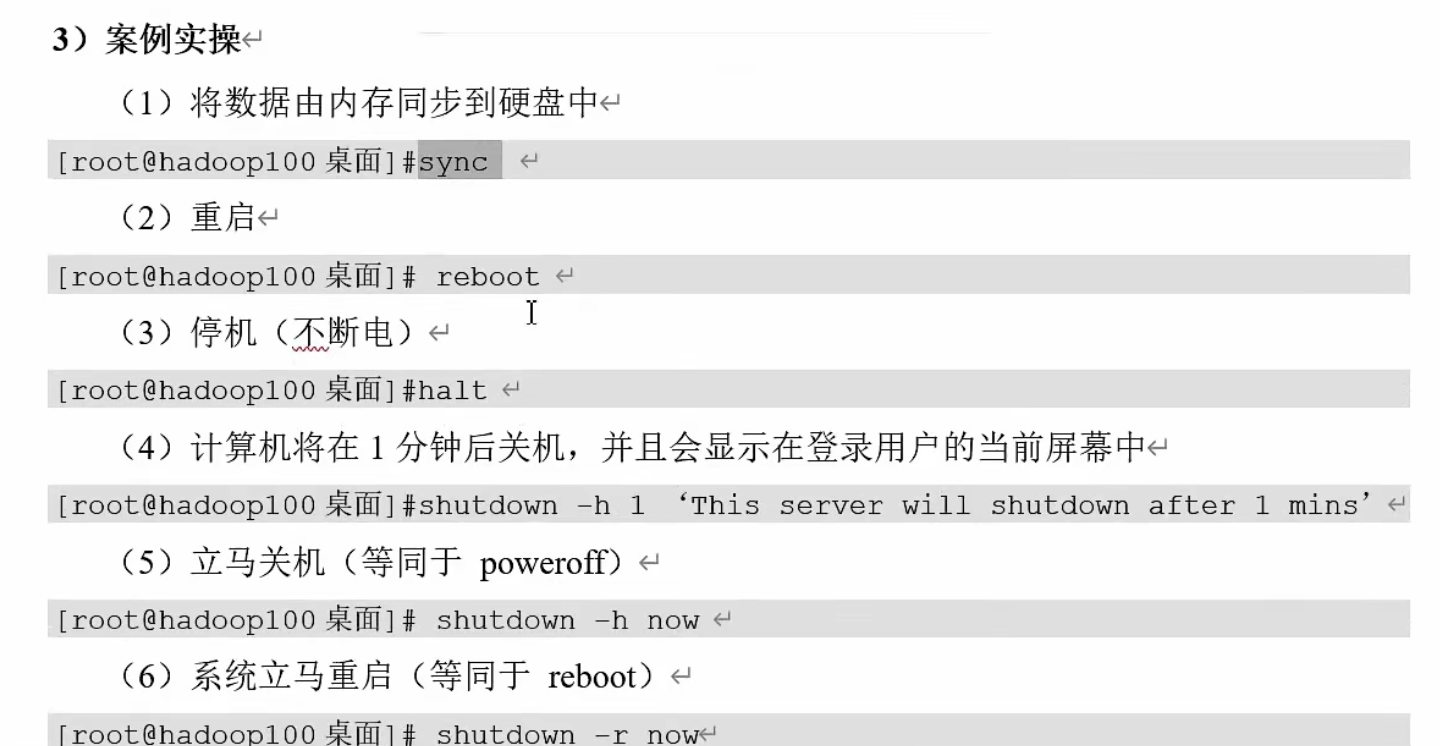 3）案例实操↵
（1）将数据由内存同步到硬盘中↵
[root@hadoop100 桌面]#sync ↵
（2）重启↵
[root@hadoop100 桌面]# reboot ↵
（3）停机（不断电）↵
[root@hadoop100 桌面]#halt ↵
（4）计算机将在 1 分钟后关机，并且会显示在登录用户的当前屏幕中↵
[root@hadoop100 桌面]#shutdown -h 1 ‘This server will shutdown after 1 mins’ ↵
（5）立马关机（等同于 poweroff）↵
[root@hadoop100 桌面]# shutdown -h now ↵
（6）系统立马重启（等同于 reboot）↵
[root@hadoop100 桌面]# shutdown -r now↵